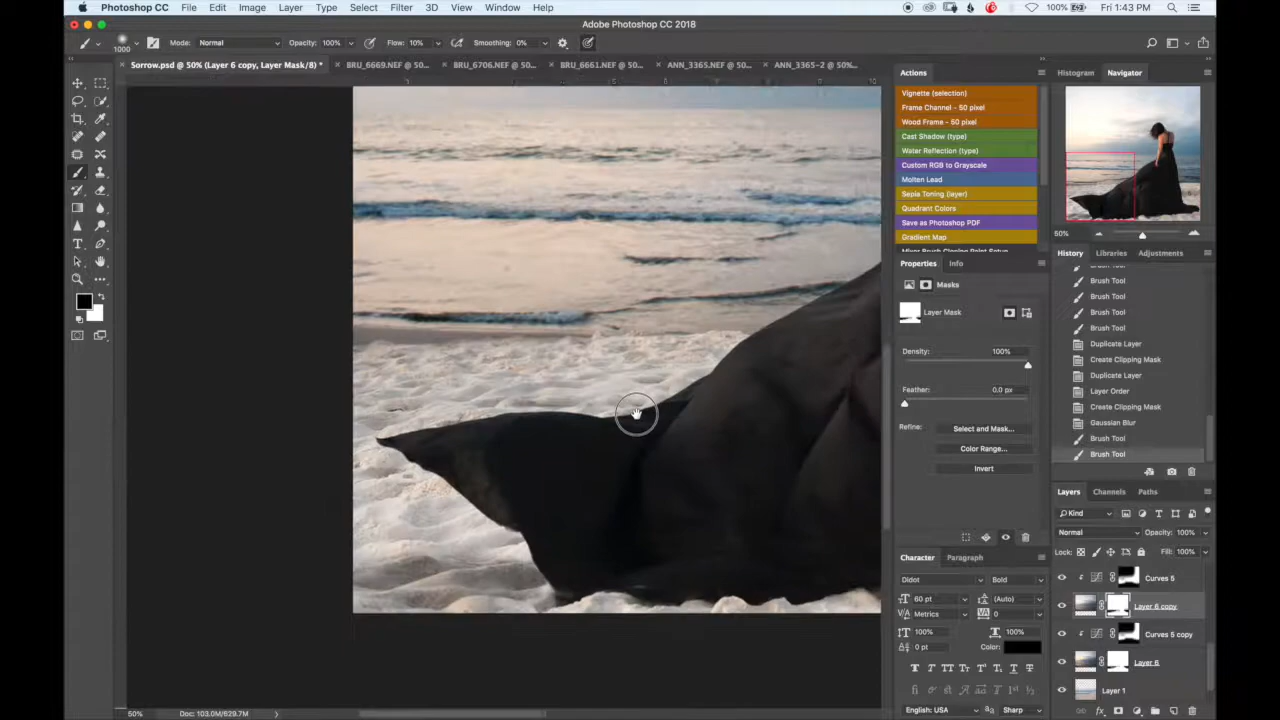 Photoshop CC File Edit Image Layer Type Select Filter 3D View Window Help 100% Fri 1:43 PM
Adobe Photoshop CC 2018
1000 Mode: Normal Opacity: 100% Flow: 10% Smoothing: 0%
Sorrow.psd @ 50% (Layer 6 copy, Layer Mask/8) * BRU_6669.NEF @ 50... BRU_6706.NEF @ 50... BRU_6661.NEF @ 50... ANN_3365.NEF @ 50... ANN_3365-2 @ 50%...
Actions
Vignette (selection)
Frame Channel - 50 pixel
Wood Frame - 50 pixel
Cast Shadow (type)
Water Reflection (type)
Custom RGB to Grayscale
Molten Lead
Sepia Toning (layer)
Quadrant Colors
Save as Photoshop PDF
Gradient Map
Mixer Brush Cloning Paint Setup
Histogram Navigator
50%
Properties Info
Masks
Layer Mask
Density: 100%
Feather: 0.0 px
Refine: Select and Mask...
Color Range...
Invert
History Libraries Adjustments
Brush Tool
Brush Tool
Brush Tool
Brush Tool
Brush Tool
Duplicate Layer
Create Clipping Mask
Duplicate Layer
Layer Order
Create Clipping Mask
Gaussian Blur
Brush Tool
Brush Tool
Layers Channels Paths
Kind
Normal Opacity: 100%
Lock: Fill: 100%
Curves 5
Layer 6 copy
Curves 5 copy
Layer 6
Layer 1
Character Paragraph
Didot Bold
60 pt (Auto)
Metrics 0
100% 100%
0 pt Color:
English: USA Sharp
50% Doc: 103.0M/629.7M